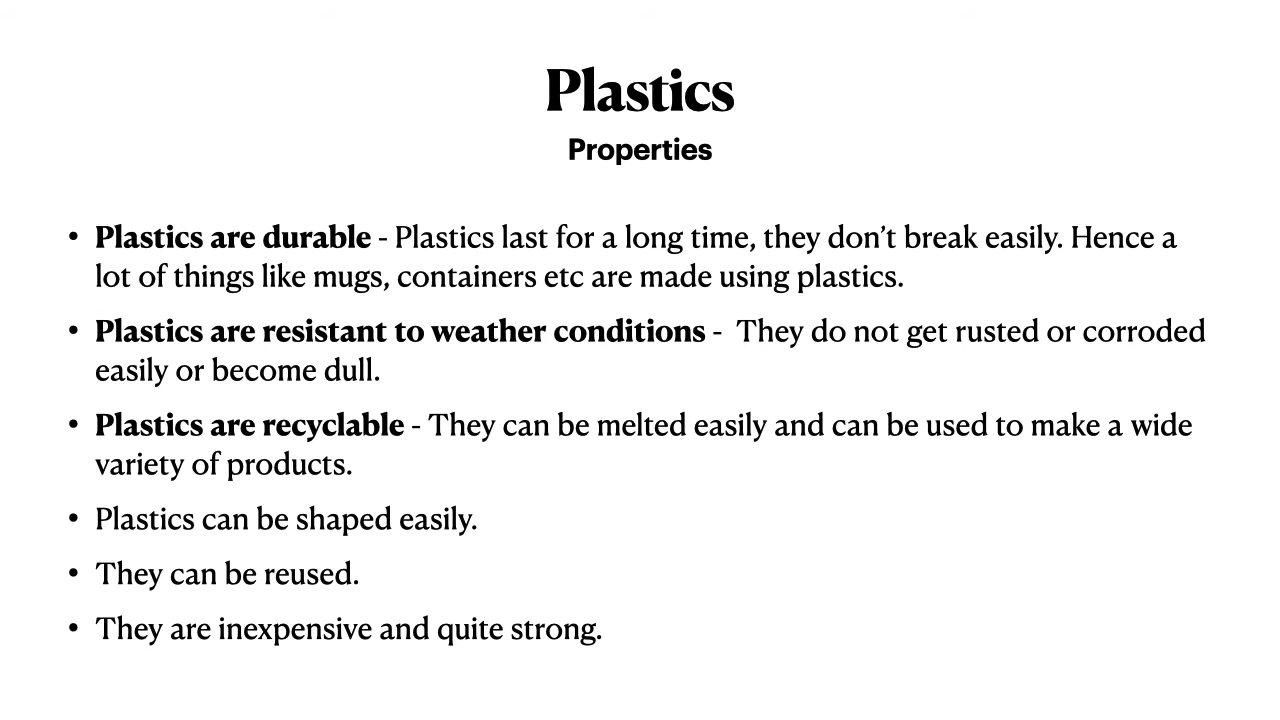 Plastics
Properties
• Plastics are durable - Plastics last for a long time, they don’t break easily. Hence a
lot of things like mugs, containers etc are made using plastics.
• Plastics are resistant to weather conditions -  They do not get rusted or corroded
easily or become dull.
• Plastics are recyclable - They can be melted easily and can be used to make a wide
variety of products.
• Plastics can be shaped easily.
• They can be reused.
• They are inexpensive and quite strong.